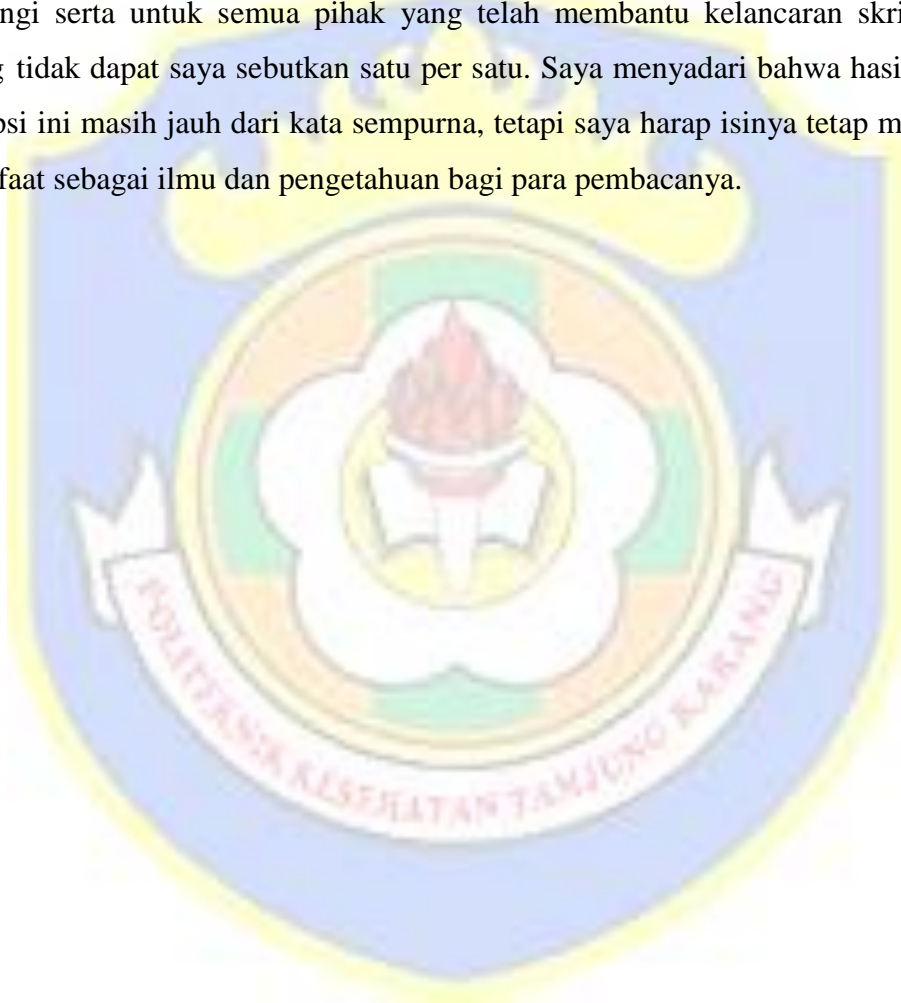 ngi serta untuk semua pihak yang telah membantu kelancaran skri
g tidak dapat saya sebutkan satu per satu. Saya menyadari bahwa hasi
psi ini masih jauh dari kata sempurna, tetapi saya harap isinya tetap m
faat sebagai ilmu dan pengetahuan bagi para pembacanya.
POLITEKNIK KESEHATAN TANJUNG KARANG